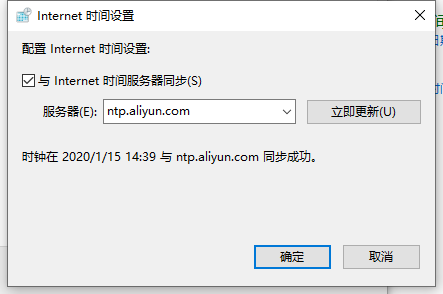 Internet 时间设置
配置 Internet 时间设置:
与 Internet 时间服务器同步(S)
服务器(E): ntp.aliyun.com 立即更新(U)
时钟在 2020/1/15 14:39 与 ntp.aliyun.com 同步成功。
确定 取消